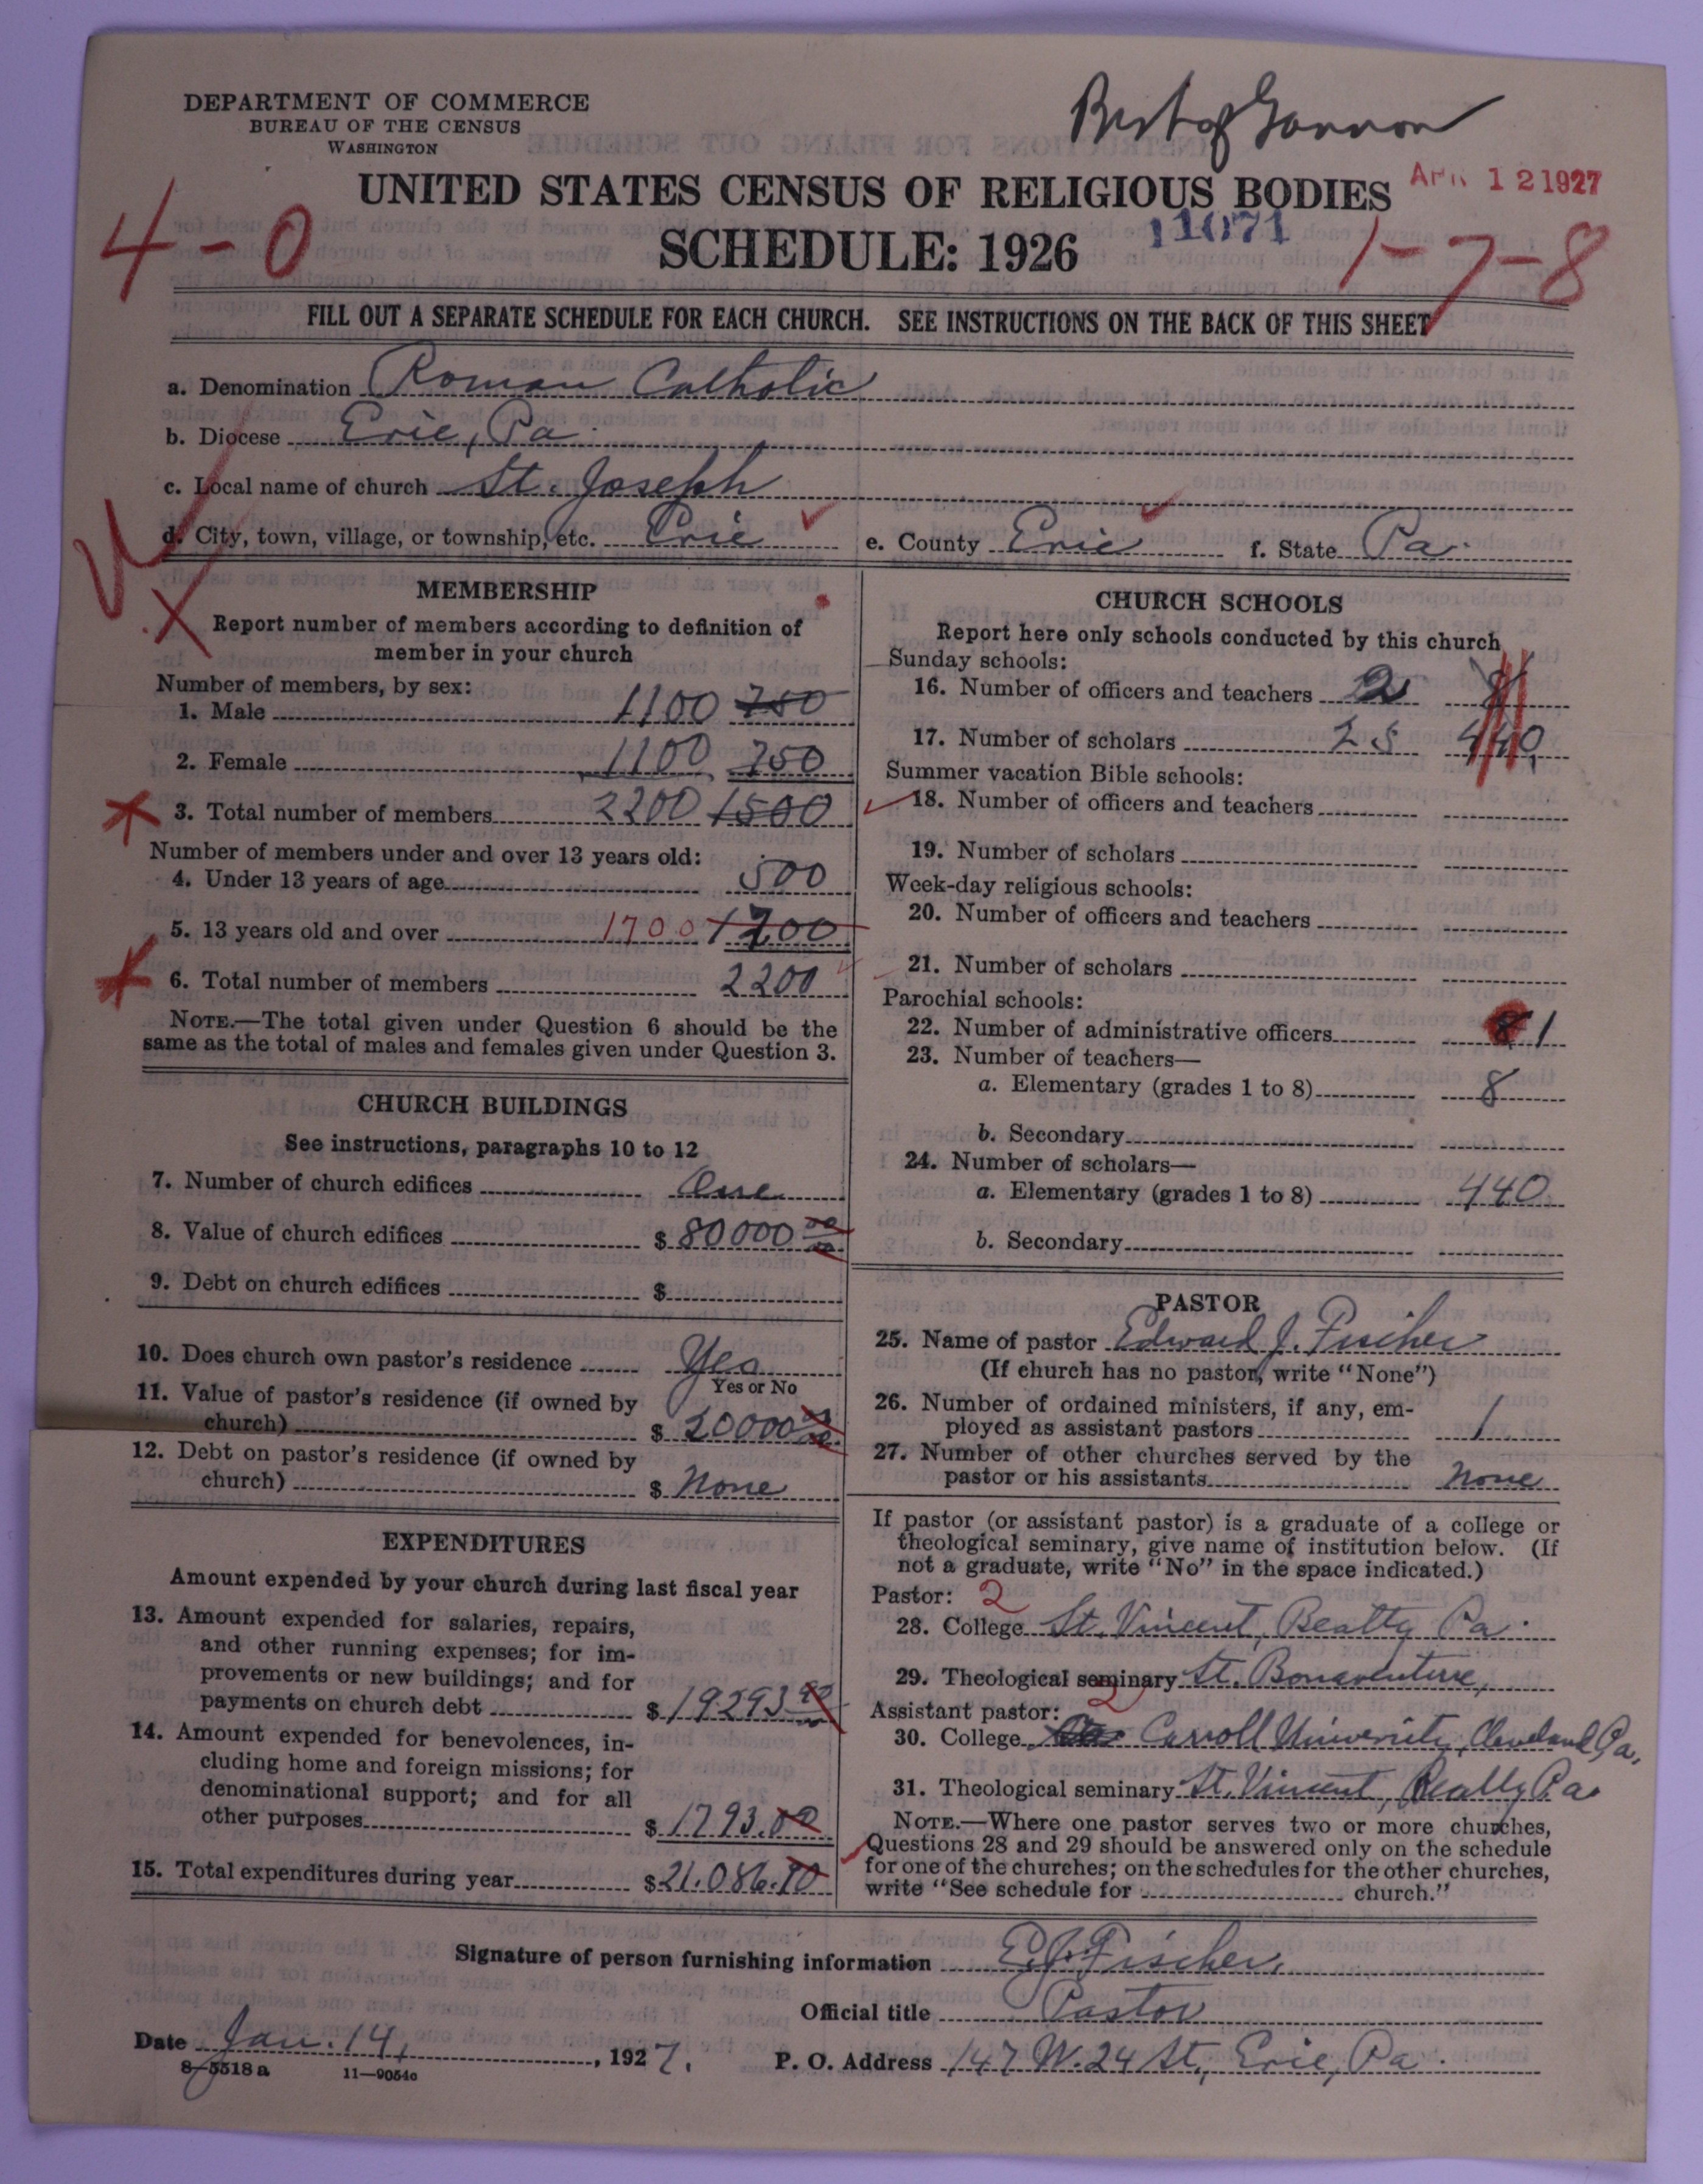 DEPARTMENT OF COMMERCE
BUREAU OF THE CENSUS
WASHINGTON
UNITED STATES CENSUS OF RELIGIOUS BODIES
APR 12 1927
4-0
SCHEDULE: 1926
11071
1-7-8
FILL OUT A SEPARATE SCHEDULE FOR EACH CHURCH. SEE INSTRUCTIONS ON THE BACK OF THIS SHEET
a. Denomination Roman Catholic
b. Diocese Erie, Pa.
c. Local name of church St. Joseph
d. City, town, village, or township, etc. Erie e. County Erie f. State Pa.
MEMBERSHIP
Report number of members according to definition of
member in your church
Number of members, by sex:
1. Male 1100 750
2. Female 1100 750
3. Total number of members 2200 1500
Number of members under and over 13 years old:
4. Under 13 years of age 500
5. 13 years old and over 1700 1700
6. Total number of members 2200
NOTE.—The total given under Question 6 should be the
same as the total of males and females given under Question 3.
CHURCH BUILDINGS
See instructions, paragraphs 10 to 12
7. Number of church edifices One
8. Value of church edifices $ 80000 00
9. Debt on church edifices $
10. Does church own pastor's residence Yes
Yes or No
11. Value of pastor's residence (if owned by
church) $ 20000
12. Debt on pastor's residence (if owned by
church) $ None
EXPENDITURES
Amount expended by your church during last fiscal year
13. Amount expended for salaries, repairs,
and other running expenses; for im-
provements or new buildings; and for
payments on church debt $ 19293
14. Amount expended for benevolences, in-
cluding home and foreign missions; for
denominational support; and for all
other purposes $ 1793.00
15. Total expenditures during year $ 21.086.
CHURCH SCHOOLS
Report here only schools conducted by this church
Sunday schools:
16. Number of officers and teachers 2 8
17. Number of scholars 25 440
Summer vacation Bible schools:
18. Number of officers and teachers
19. Number of scholars
Week-day religious schools:
20. Number of officers and teachers
21. Number of scholars
Parochial schools:
22. Number of administrative officers 1
23. Number of teachers—
a. Elementary (grades 1 to 8) 8
b. Secondary
24. Number of scholars—
a. Elementary (grades 1 to 8) 440
b. Secondary
PASTOR
25. Name of pastor Edward J. Fischer
(If church has no pastor, write "None")
26. Number of ordained ministers, if any, em-
ployed as assistant pastors 1
27. Number of other churches served by the
pastor or his assistants None
If pastor (or assistant pastor) is a graduate of a college or
theological seminary, give name of institution below. (If
not a graduate, write "No" in the space indicated.)
Pastor: 2
28. College St. Vincent, Beatty Pa.
29. Theological seminary St. Bonaventure,
Assistant pastor: 2
30. College Carroll University, Cleveland Pa,
31. Theological seminary St. Vincent, Beatty Pa.
NOTE.—Where one pastor serves two or more churches,
Questions 28 and 29 should be answered only on the schedule
for one of the churches; on the schedules for the other churches,
write "See schedule for church."
Signature of person furnishing information E. J. Fischer,
Official title Pastor
Date Jan. 14, 1927. P. O. Address 147 W. 24 St., Erie, Pa.
8-5518 a 11-9054a